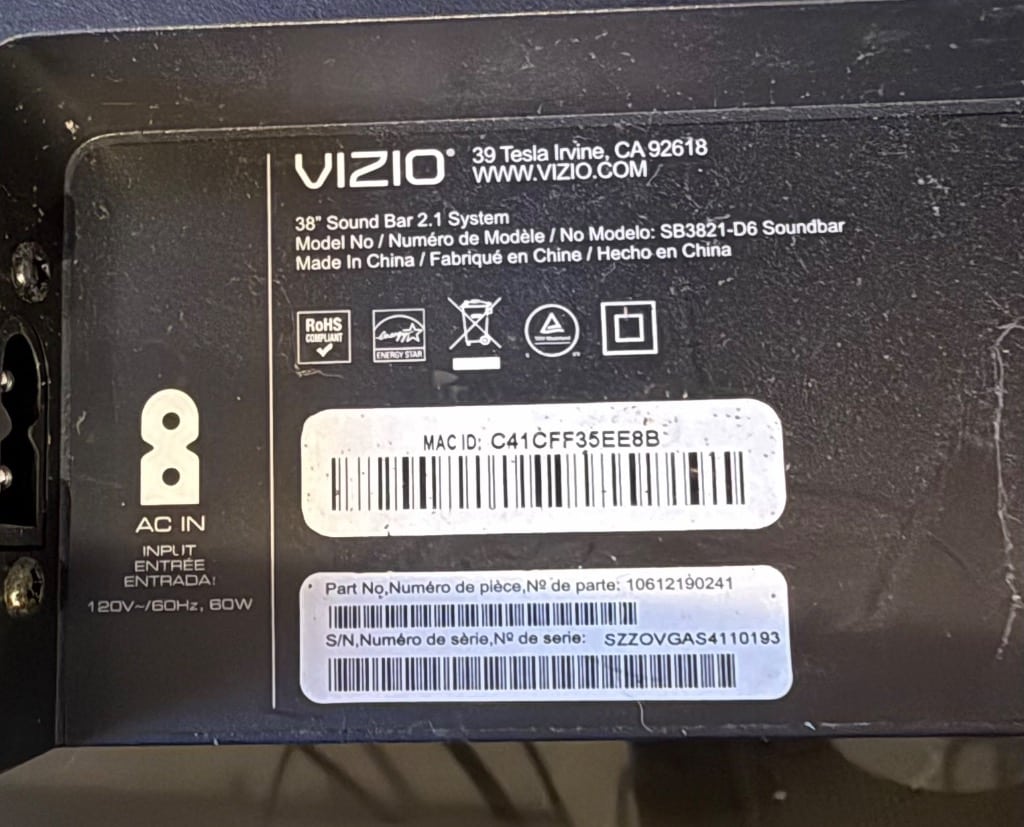 VIZIO
39 Tesla Irvine, CA 92618
WWW.VIZIO.COM
38" Sound Bar 2.1 System
Model No / Numéro de Modèle / No Modelo: SB3821-D6 Soundbar
Made In China / Fabriqué en Chine / Hecho en China
RoHS
COMPLIANT
energy
ENERGY STAR
MAC ID: C41CFF35EE8B
AC IN
INPUT
ENTRÉE
ENTRADA!
120V~/60Hz, 60W
Part No,Numéro de pièce,Nº de parte: 10612190241
S/N,Numéro de sèrie,Nº de serie: SZZOVGAS4110193